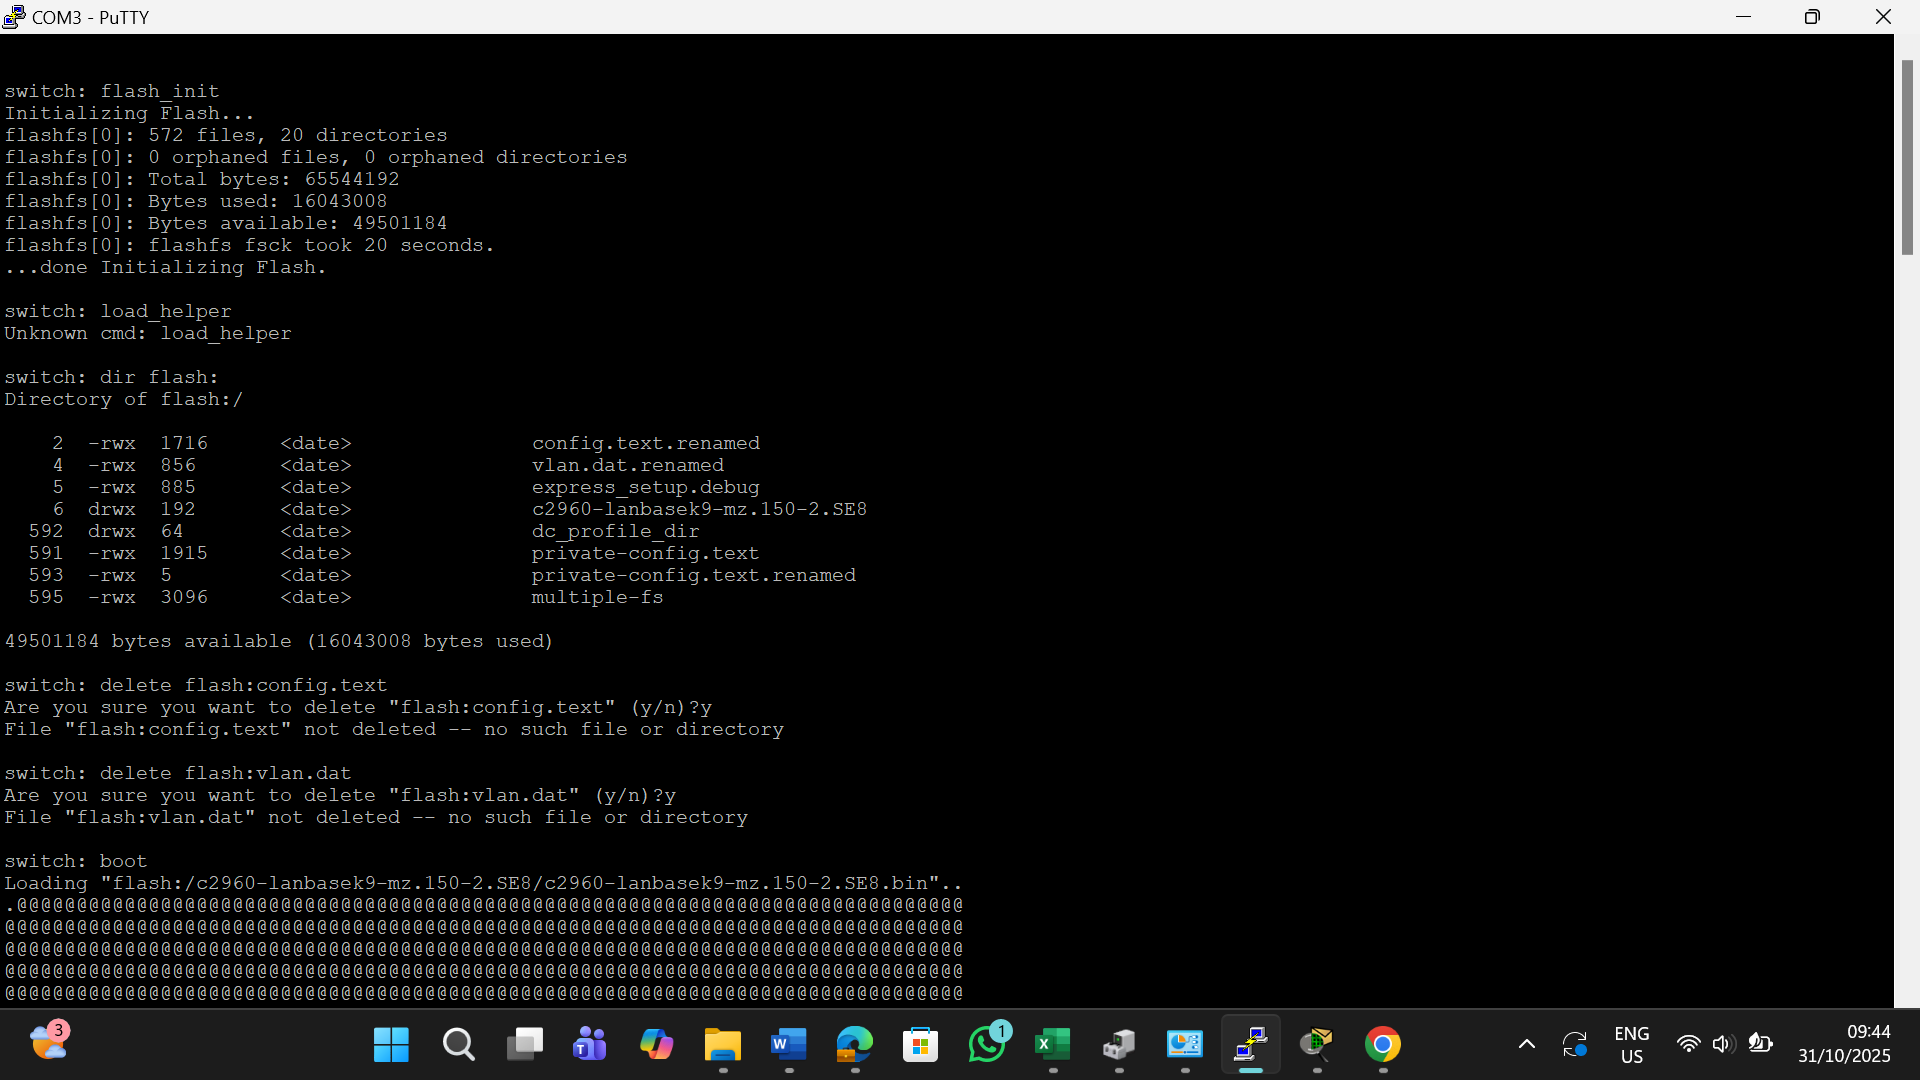 COM3 - PuTTY
switch: flash_init
Initializing Flash...
flashfs[0]: 572 files, 20 directories
flashfs[0]: 0 orphaned files, 0 orphaned directories
flashfs[0]: Total bytes: 65544192
flashfs[0]: Bytes used: 16043008
flashfs[0]: Bytes available: 49501184
flashfs[0]: flashfs fsck took 20 seconds.
...done Initializing Flash.
switch: load_helper
Unknown cmd: load_helper
switch: dir flash:
Directory of flash:/
2 -rwx 1716 <date> config.text.renamed
4 -rwx 856 <date> vlan.dat.renamed
5 -rwx 885 <date> express_setup.debug
6 drwx 192 <date> c2960-lanbasek9-mz.150-2.SE8
592 drwx 64 <date> dc_profile_dir
591 -rwx 1915 <date> private-config.text
593 -rwx 5 <date> private-config.text.renamed
595 -rwx 3096 <date> multiple-fs
49501184 bytes available (16043008 bytes used)
switch: delete flash:config.text
Are you sure you want to delete "flash:config.text" (y/n)?y
File "flash:config.text" not deleted -- no such file or directory
switch: delete flash:vlan.dat
Are you sure you want to delete "flash:vlan.dat" (y/n)?y
File "flash:vlan.dat" not deleted -- no such file or directory
switch: boot
Loading "flash:/c2960-lanbasek9-mz.150-2.SE8/c2960-lanbasek9-mz.150-2.SE8.bin"..
.@@@@@@@@@@@@@@@@@@@@@@@@@@@@@@@@@@@@@@@@@@@@@@@@@@@@@@@@@@@@@@@@@@@@@@@@@@@@@@@
@@@@@@@@@@@@@@@@@@@@@@@@@@@@@@@@@@@@@@@@@@@@@@@@@@@@@@@@@@@@@@@@@@@@@@@@@@@@@@@@
@@@@@@@@@@@@@@@@@@@@@@@@@@@@@@@@@@@@@@@@@@@@@@@@@@@@@@@@@@@@@@@@@@@@@@@@@@@@@@@@
@@@@@@@@@@@@@@@@@@@@@@@@@@@@@@@@@@@@@@@@@@@@@@@@@@@@@@@@@@@@@@@@@@@@@@@@@@@@@@@@
@@@@@@@@@@@@@@@@@@@@@@@@@@@@@@@@@@@@@@@@@@@@@@@@@@@@@@@@@@@@@@@@@@@@@@@@@@@@@@@@
3
1
ENG
US
09:44
31/10/2025